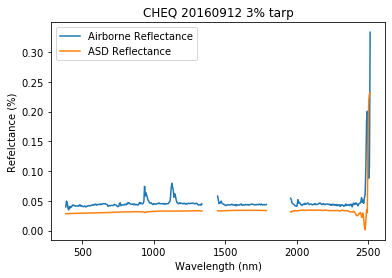 CHEQ 20160912 3% tarp
Airborne Reflectance
ASD Reflectance
0.30
0.25
0.20
0.15
0.10
0.05
0.00
Refelctance (%)
500 1000 1500 2000 2500
Wavelength (nm)